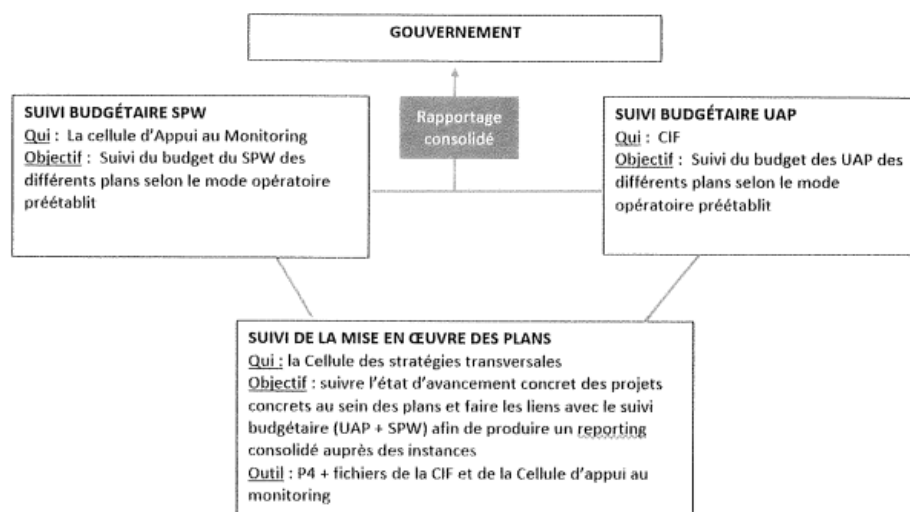 GOUVERNEMENT
Rapportage
consolidé
SUIVI BUDGÉTAIRE SPW
Qui : La cellule d'Appui au Monitoring
Objectif : Suivi du budget du SPW des
différents plans selon le mode opératoire
préétablit
SUIVI BUDGÉTAIRE UAP
Qui : CIF
Objectif : Suivi du budget des UAP des
différents plans selon le mode
opératoire préétablit
SUIVI DE LA MISE EN ŒUVRE DES PLANS
Qui : la Cellule des stratégies transversales
Objectif : suivre l'état d'avancement concret des projets
concrets au sein des plans et faire les liens avec le suivi
budgétaire (UAP + SPW) afin de produire un reporting
consolidé auprès des instances
Outil : P4 + fichiers de la CIF et de la Cellule d'appui au
monitoring